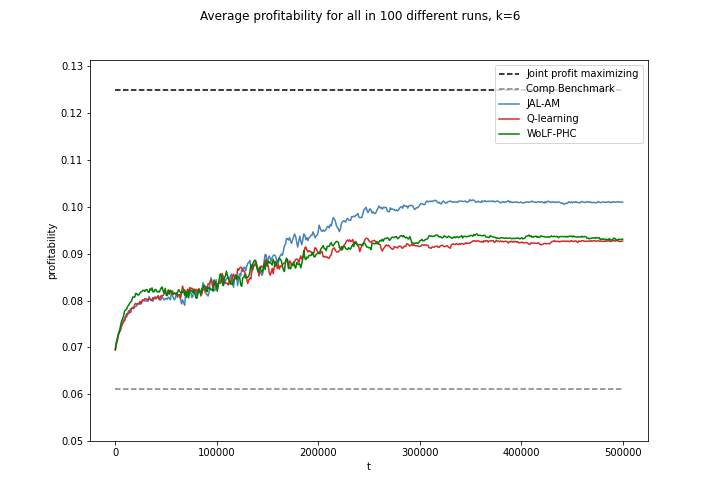 Average profitability for all in 100 different runs, k=6
0.13
0.12
0.11
0.10
0.09
0.08
0.07
0.06
0.05
profitability
Joint profit maximizing
Comp Benchmark
JAL-AM
Q-learning
WoLF-PHC
0 100000 200000 300000 400000 500000
t